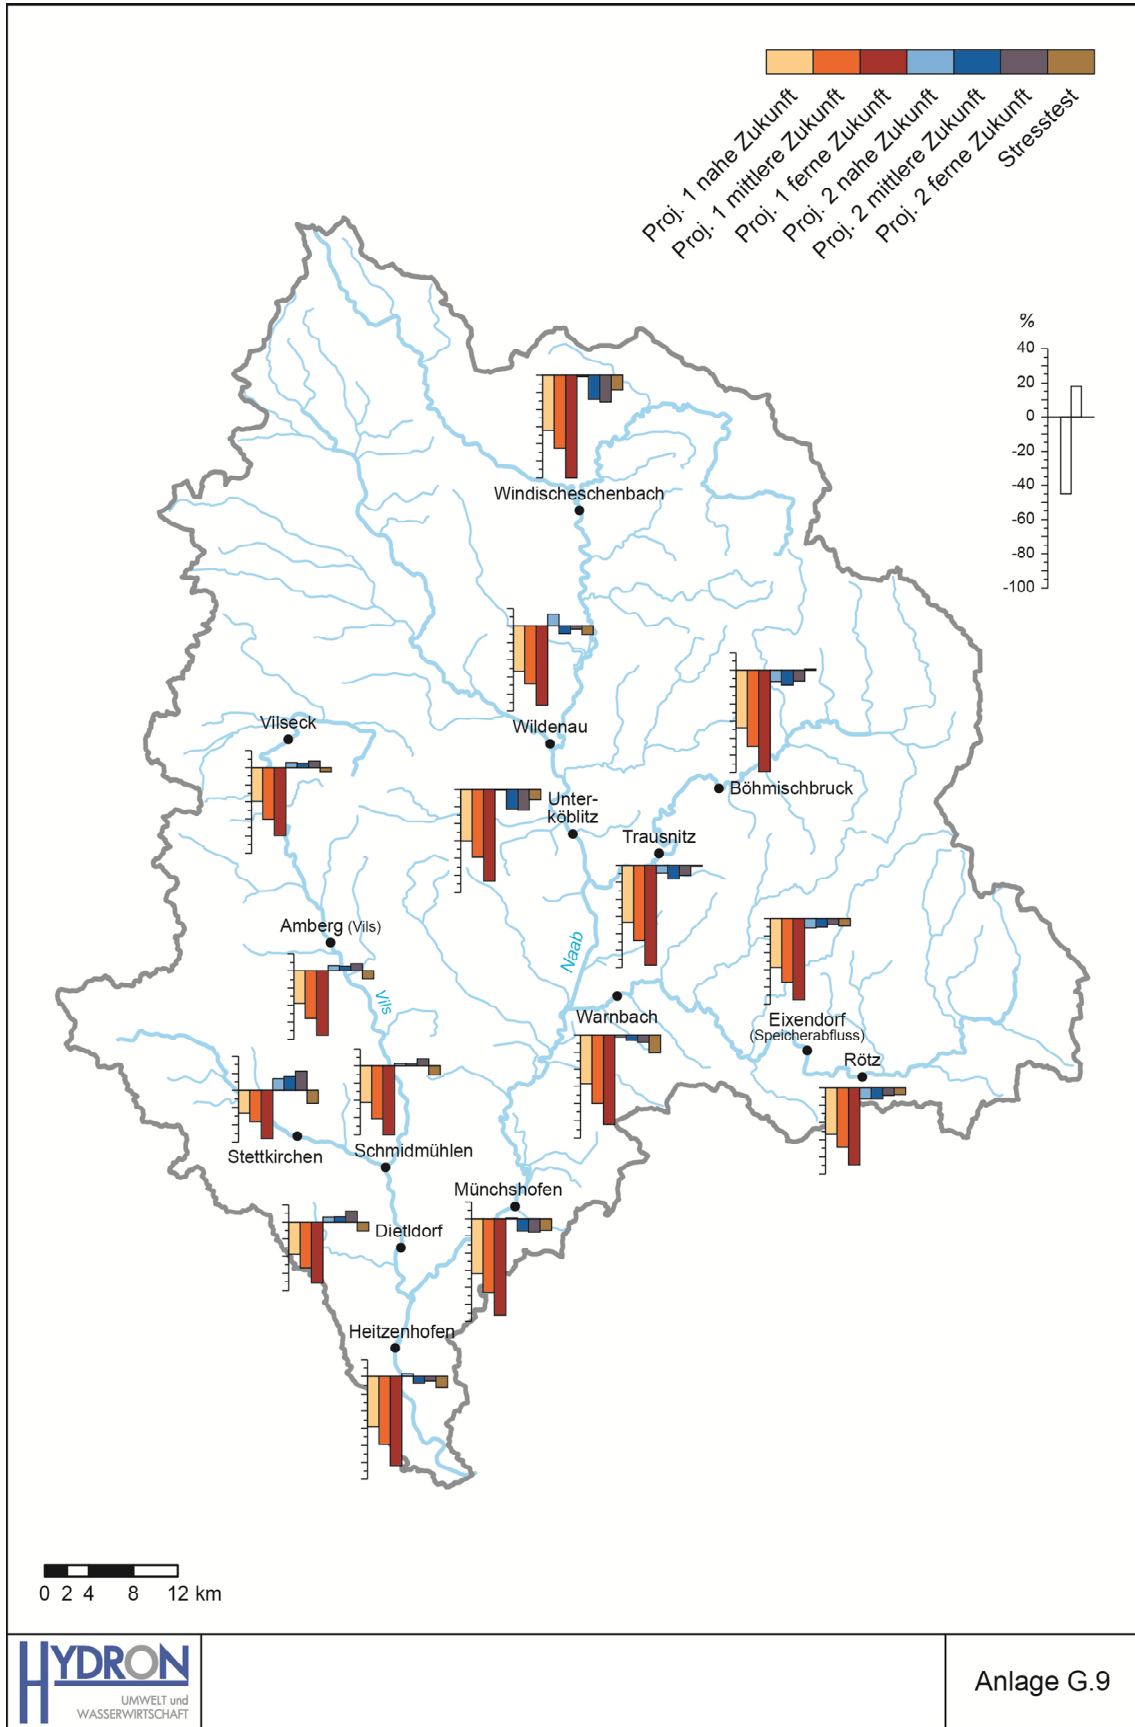 Proj. 1 nahe Zukunft
Proj. 1 mittlere Zukunft
Proj. 1 ferne Zukunft
Proj. 2 nahe Zukunft
Proj. 2 mittlere Zukunft
Proj. 2 ferne Zukunft
Stresstest
%
40
20
0
-20
-40
-60
-80
-100
Windischeschenbach
Wildenau
Vilseck
Böhmischbruck
Unter-
köblitz
Trausnitz
Amberg (Vils)
Naab
Vils
Warnbach
Eixendorf
(Speicherabfluss)
Rötz
Stettkirchen
Schmidmühlen
Münchshofen
Dietldorf
Heitzenhofen
0 2 4 8 12 km
HYDRON
UMWELT und
WASSERWIRTSCHAFT
Anlage G.9